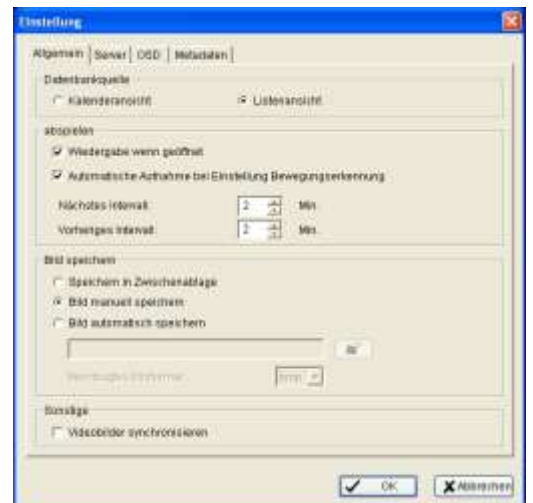 Einstellung
Allgemein Server OSD Metadaten
Datenbankquelle
Kalenderansicht Listenansicht
abspielen
Wiedergabe wenn geöffnet
Automatische Aufnahme bei Einstellung Bewegungserkennung
Nächstes Intervall 2 Min.
Vorheriges Intervall 2 Min.
Bild speichern
Speichern in Zwischenablage
Bild manuell speichern
Bild automatisch speichern
bmp
Sonstige
Videobilder synchronisieren
OK Abbrechen